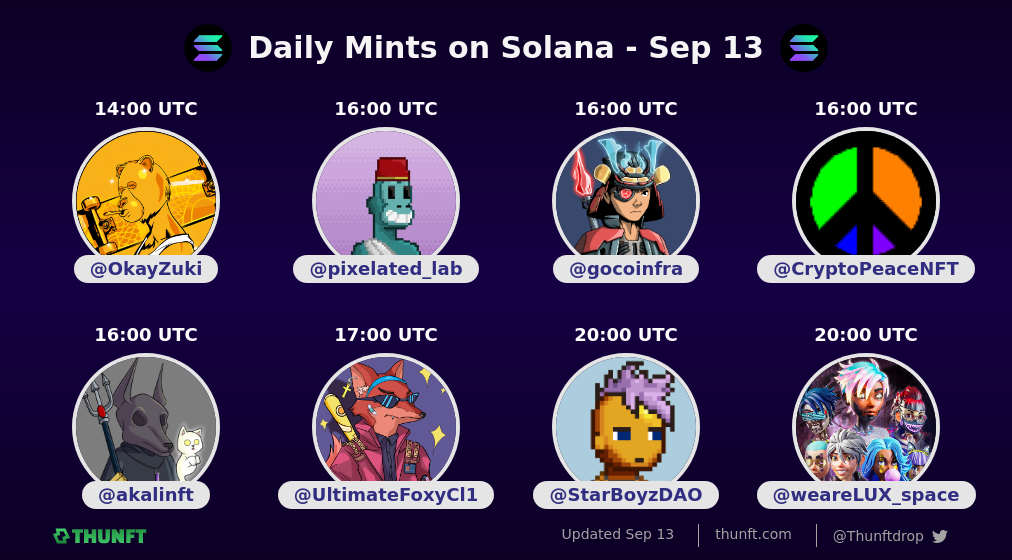 Daily Mints on Solana - Sep 13
14:00 UTC
16:00 UTC
16:00 UTC
16:00 UTC
@OkayZuki
@pixelated_lab
@gocoinfra
@CryptoPeaceNFT
16:00 UTC
17:00 UTC
20:00 UTC
20:00 UTC
@akalinft
@UltimateFoxyCl1
@StarBoyzDAO
@weareLUX_space
THUNFT
Updated Sep 13
thunft.com
@Thunftdrop